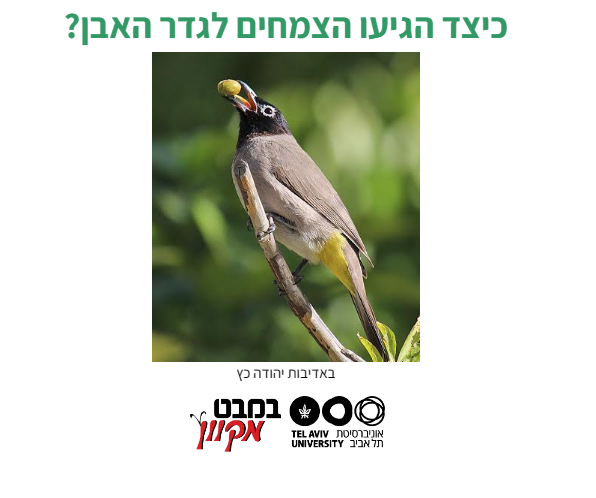 כיצד הגיעו הצמחים לגדר האבן?
באדיבות יהודה כץ
במבט
מקוון
TEL AVIV אוניברסיטת
UNIVERSITY תל אביב